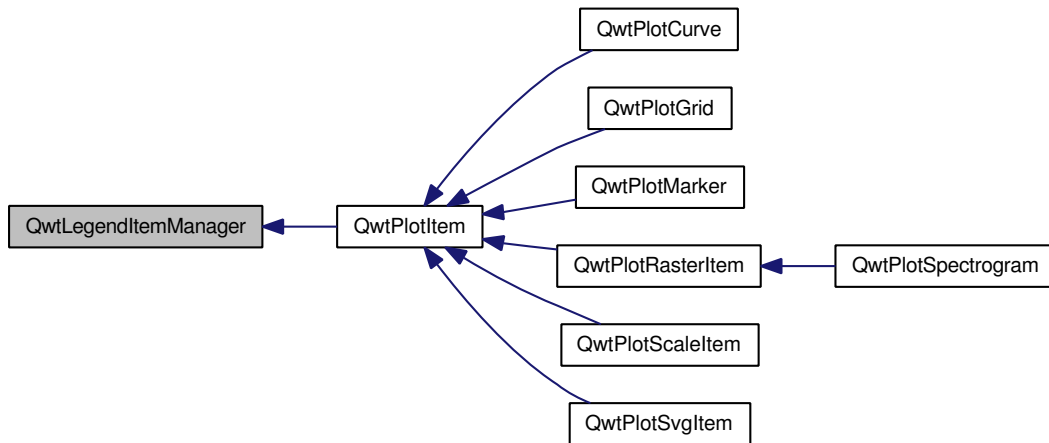 QwtPlotCurve
QwtPlotGrid
QwtPlotMarker
QwtLegendItemManager
QwtPlotItem
QwtPlotRasterItem
QwtPlotSpectrogram
QwtPlotScaleItem
QwtPlotSvgItem